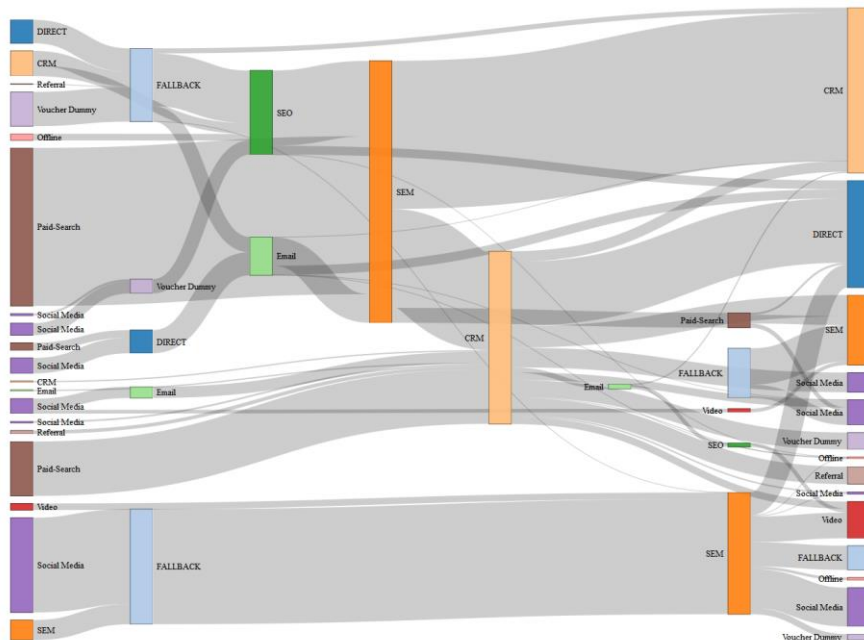 DIRECT
CRM
Referral
Voucher Dummy
Offline
Paid-Search
Social Media
Social Media
Paid-Search
Social Media
CRM
Email
Social Media
Social Media
Referral
Paid-Search
Video
Social Media
SEM
FALLBACK
Voucher Dummy
DIRECT
Email
FALLBACK
SEO
Email
SEM
CRM
Email
Paid-Search
FALLBACK
Video
SEO
SEM
CRM
DIRECT
SEM
Social Media
Social Media
Voucher Dummy
Offline
Referral
Social Media
Video
FALLBACK
Offline
Social Media
Voucher Dummy